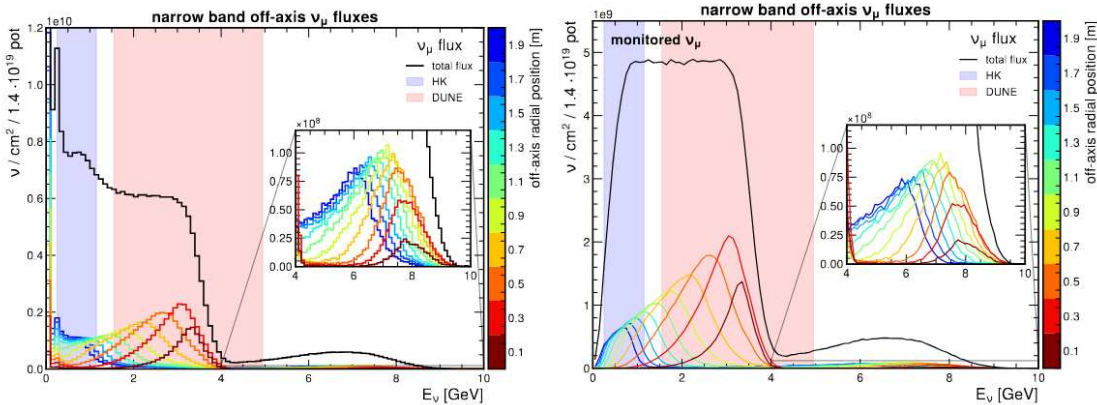 narrow band off-axis νμ fluxes
1e10
νμ flux
total flux
HK
DUNE
×10⁸
1.00
0.75
0.50
0.25
0.00
4 6 8 10
1.2
1.0
0.8
0.6
0.4
0.2
0.0
ν / cm² / 1.4 · 10¹⁹ pot
0 2 4 6 8 10
Eν [GeV]
1.9
1.7
1.5
1.3
1.1
0.9
0.7
0.5
0.3
0.1
off-axis radial position [m]
narrow band off-axis νμ fluxes
1e9
monitored νμ
νμ flux
total flux
HK
DUNE
×10⁸
1.00
0.75
0.50
0.25
0.00
4 6 8 10
5
4
3
2
1
0
ν / cm² / 1.4 · 10¹⁹ pot
0 2 4 6 8 10
Eν [GeV]
1.9
1.7
1.5
1.3
1.1
0.9
0.7
0.5
0.3
0.1
off-axis radial position [m]